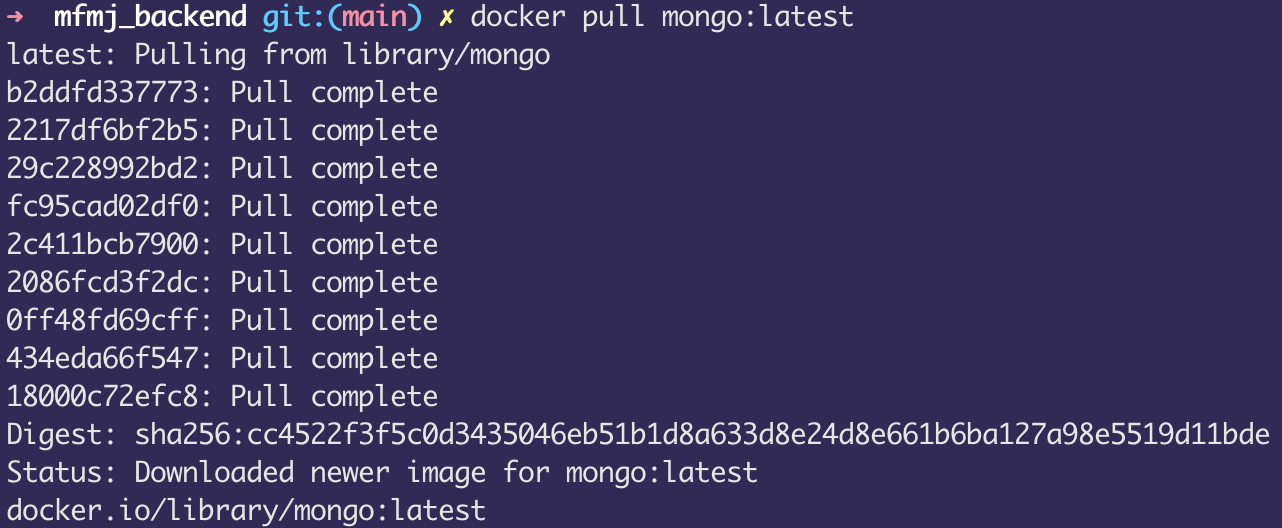 ➜  mfmj_backend git:(main) ✗ docker pull mongo:latest
latest: Pulling from library/mongo
b2ddfd337773: Pull complete
2217df6bf2b5: Pull complete
29c228992bd2: Pull complete
fc95cad02df0: Pull complete
2c411bcb7900: Pull complete
2086fcd3f2dc: Pull complete
0ff48fd69cff: Pull complete
434eda66f547: Pull complete
18000c72efc8: Pull complete
Digest: sha256:cc4522f3f5c0d3435046eb51b1d8a633d8e24d8e661b6ba127a98e5519d11bde
Status: Downloaded newer image for mongo:latest
docker.io/library/mongo:latest